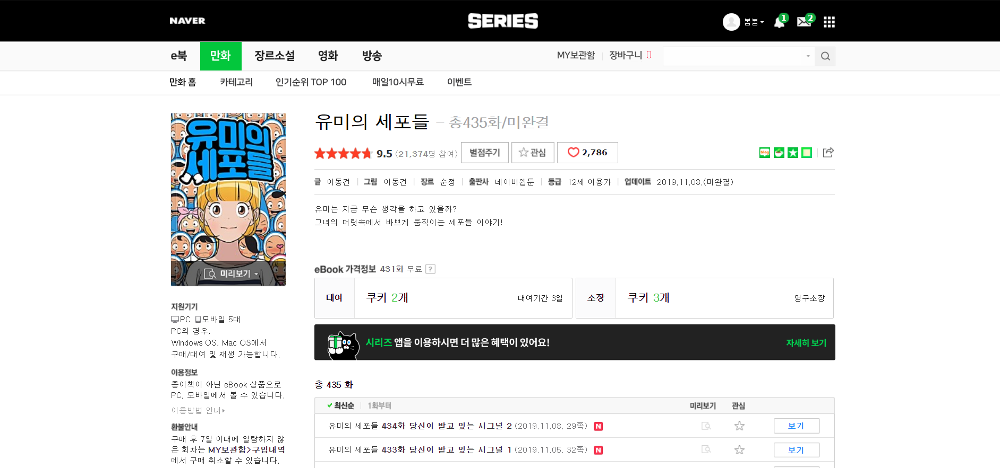 NAVER
SERIES
봄봄
1
2
e북 만화 장르소설 영화 방송
MY보관함 장바구니 0
만화 홈 카테고리 인기순위 TOP 100 매일10시무료 이벤트
유미의 세포들
미리보기
유미의 세포들 - 총435화/미완결
9.5 (21,374명 참여) 별점주기 관심 2,786
blog
글 이동건 그림 이동건 장르 순정 출판사 네이버웹툰 등급 12세 이용가 업데이트 2019.11.08.(미완결)
유미는 지금 무슨 생각을 하고 있을까?
그녀의 머릿속에서 바쁘게 움직이는 세포들 이야기!
eBook 가격정보 431화 무료 ?
대여 쿠키 2개 대여기간 3일
소장 쿠키 3개 영구소장
시리즈 앱을 이용하시면 더 많은 혜택이 있어요! 자세히 보기
지원기기
PC 모바일 5대
PC의 경우,
Windows OS, Mac OS에서
구매/대여 및 재생 가능합니다.
이용정보
종이책이 아닌 eBook 상품으로
PC, 모바일에서 볼 수 있습니다.
이용방법 안내
환불안내
구매 후 7일 이내에 열람하지 않
은 회차는 MY보관함>구입내역
에서 구매 취소할 수 있습니다.
총 435 화
최신순 1화부터 미리보기 관심
유미의 세포들 434화 당신이 받고 있는 시그널 2 (2019.11.08. 29쪽) N 보기
유미의 세포들 433화 당신이 받고 있는 시그널 1 (2019.11.05. 32쪽) N 보기